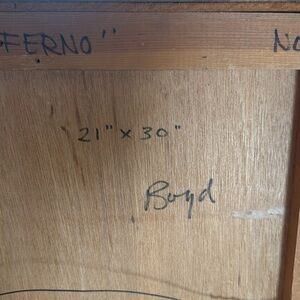 FERNO" NO
21" x 30"
Boyd